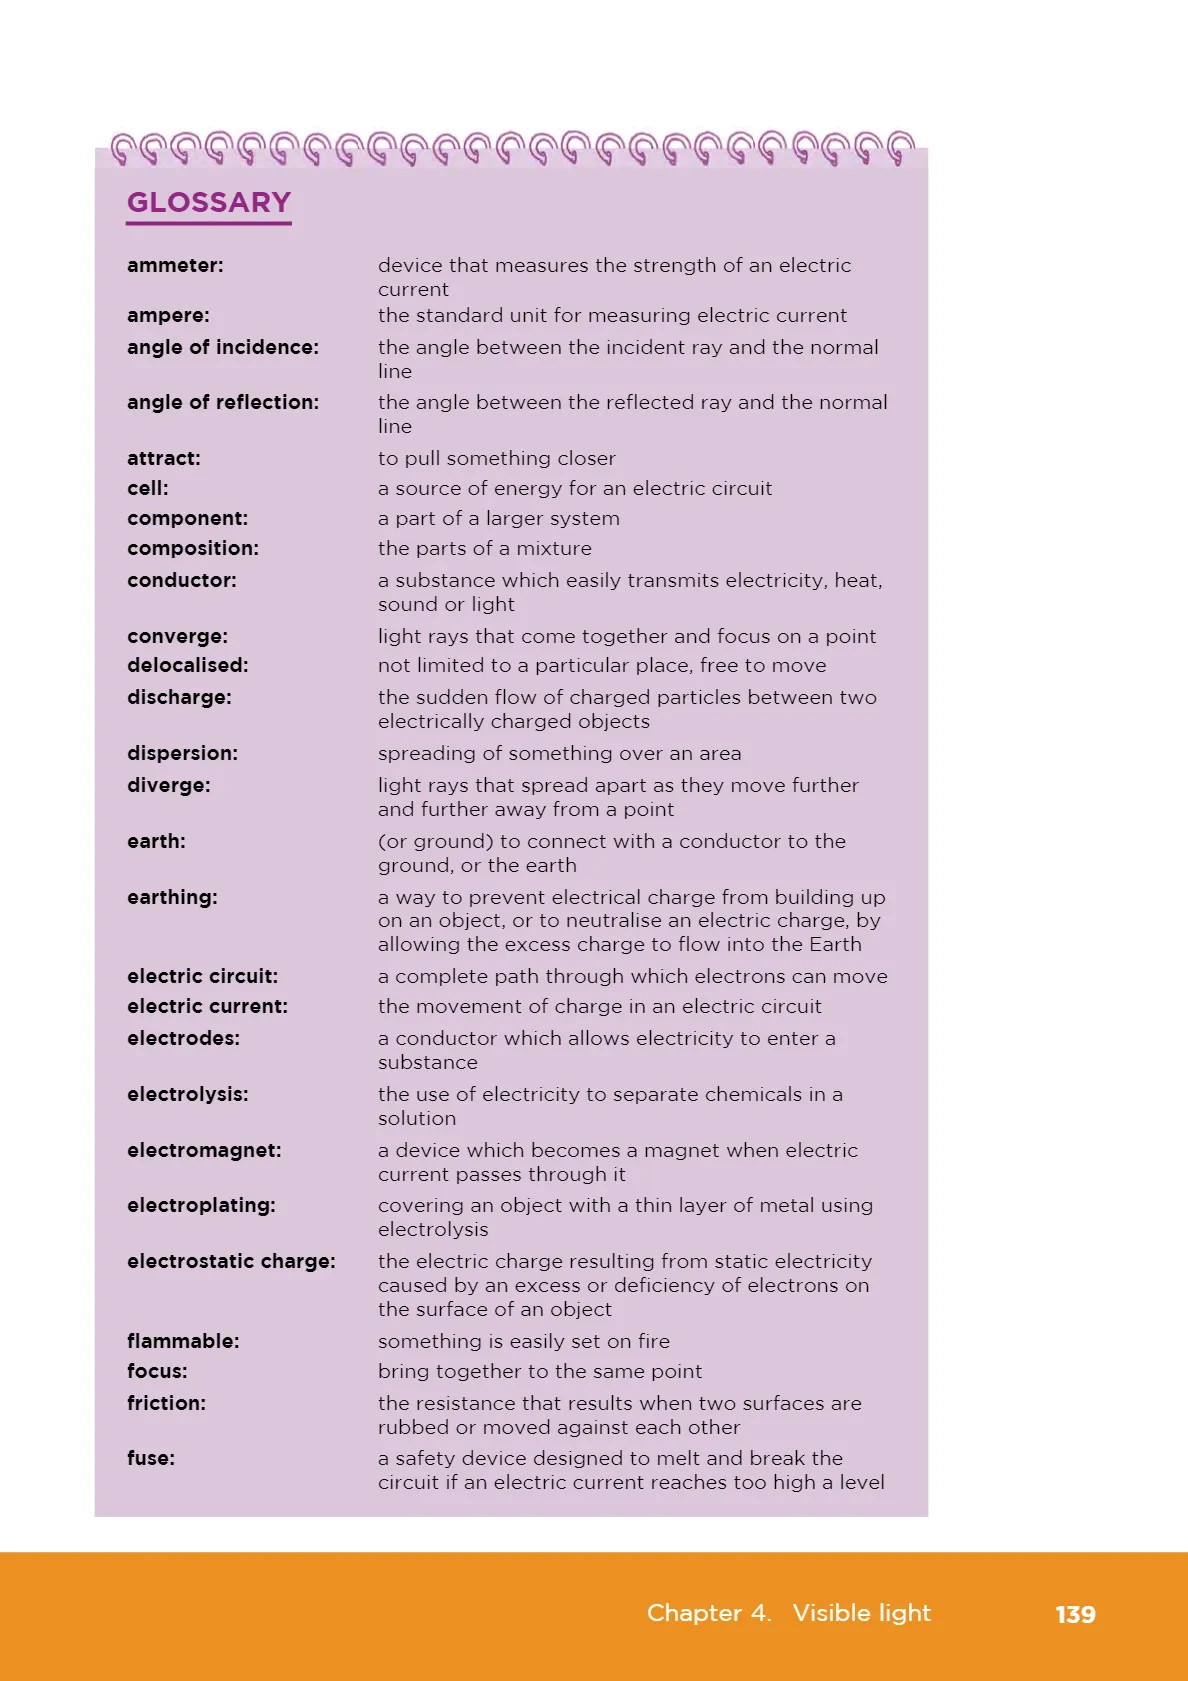 GLOSSARY
ammeter: device that measures the strength of an electric
current
ampere: the standard unit for measuring electric current
angle of incidence: the angle between the incident ray and the normal
line
angle of reflection: the angle between the reflected ray and the normal
line
attract: to pull something closer
cell: a source of energy for an electric circuit
component: a part of a larger system
composition: the parts of a mixture
conductor: a substance which easily transmits electricity, heat,
sound or light
converge: light rays that come together and focus on a point
delocalised: not limited to a particular place, free to move
discharge: the sudden flow of charged particles between two
electrically charged objects
dispersion: spreading of something over an area
diverge: light rays that spread apart as they move further
and further away from a point
earth: (or ground) to connect with a conductor to the
ground, or the earth
earthing: a way to prevent electrical charge from building up
on an object, or to neutralise an electric charge, by
allowing the excess charge to flow into the Earth
electric circuit: a complete path through which electrons can move
electric current: the movement of charge in an electric circuit
electrodes: a conductor which allows electricity to enter a
substance
electrolysis: the use of electricity to separate chemicals in a
solution
electromagnet: a device which becomes a magnet when electric
current passes through it
electroplating: covering an object with a thin layer of metal using
electrolysis
electrostatic charge: the electric charge resulting from static electricity
caused by an excess or deficiency of electrons on
the surface of an object
flammable: something is easily set on fire
focus: bring together to the same point
friction: the resistance that results when two surfaces are
rubbed or moved against each other
fuse: a safety device designed to melt and break the
circuit if an electric current reaches too high a level
Chapter 4. Visible light 139